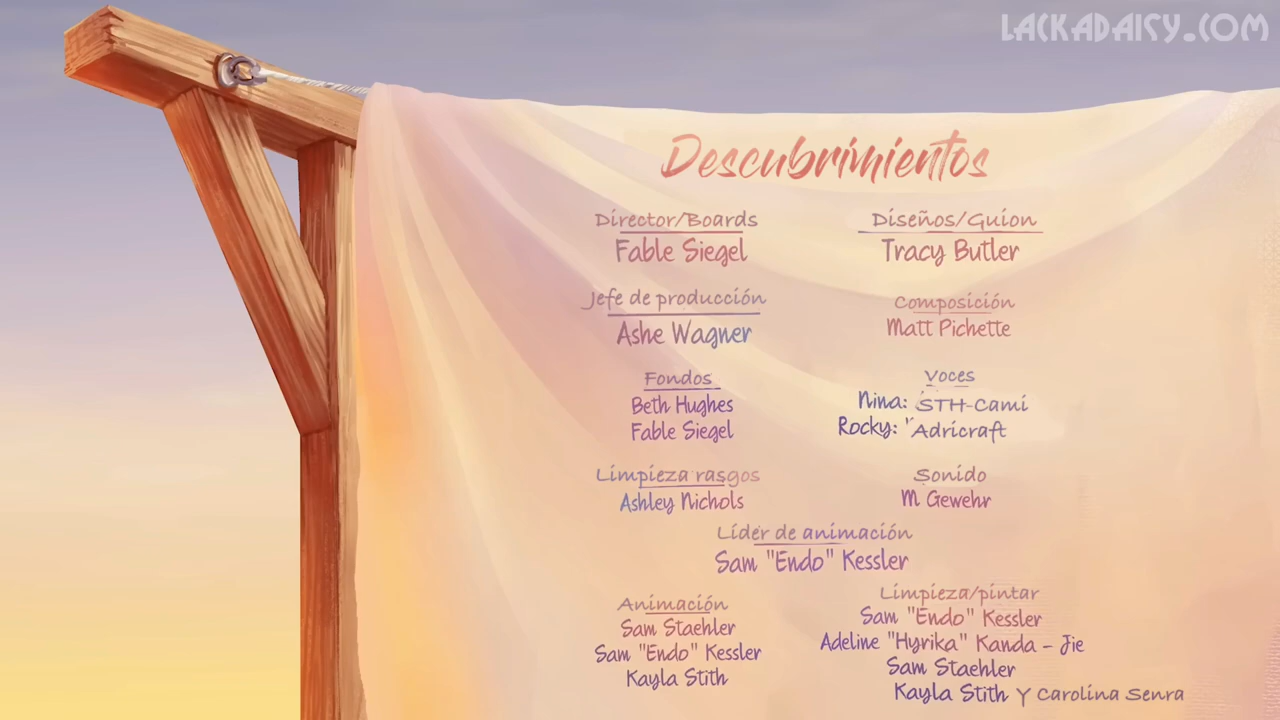 LACKADAISY.COM
Descubrimientos
Director/Boards
Fable Siegel
Diseños/Guion
Tracy Butler
Jefe de producción
Ashe Wagner
Composición
Matt Pichette
Fondos
Beth Hughes
Fable Siegel
Voces
Nina: STH-Cami
Rocky: "Adricraft
Limpieza rasgos
Ashley Nichols
Sonido
M Gewehr
Líder de animación
Sam "Endo" Kessler
Animación
Sam Staehler
Sam "Endo" Kessler
Kayla Stith
Limpieza/pintar
Sam "Endo" Kessler
Adeline "Hyrika" Kanda - Jie
Sam Staehler
Kayla Stith Y Carolina Senra